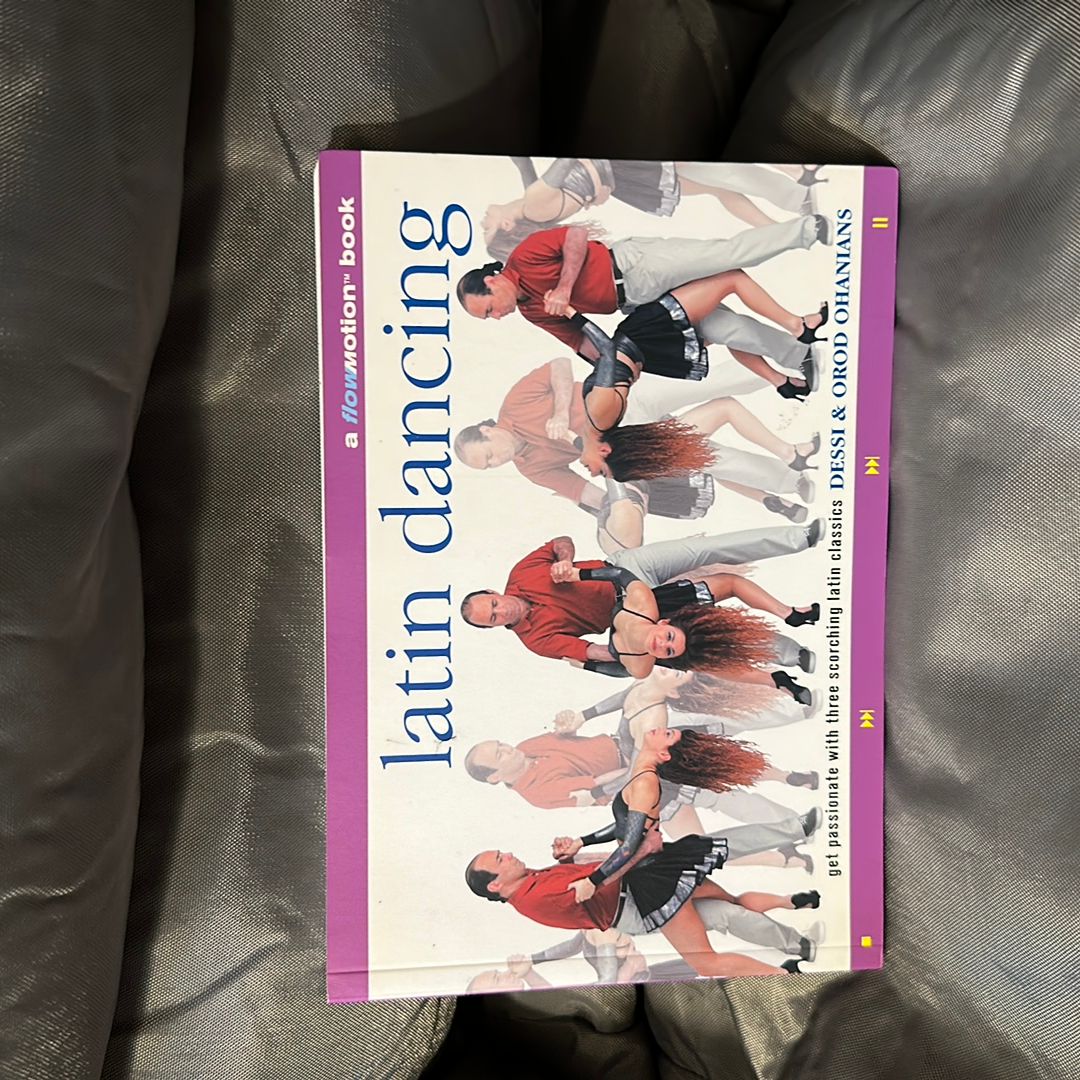 a flowmotion™ book
latin dancing
get passionate with three scorching latin classics DESSI & OROD OHANIANS